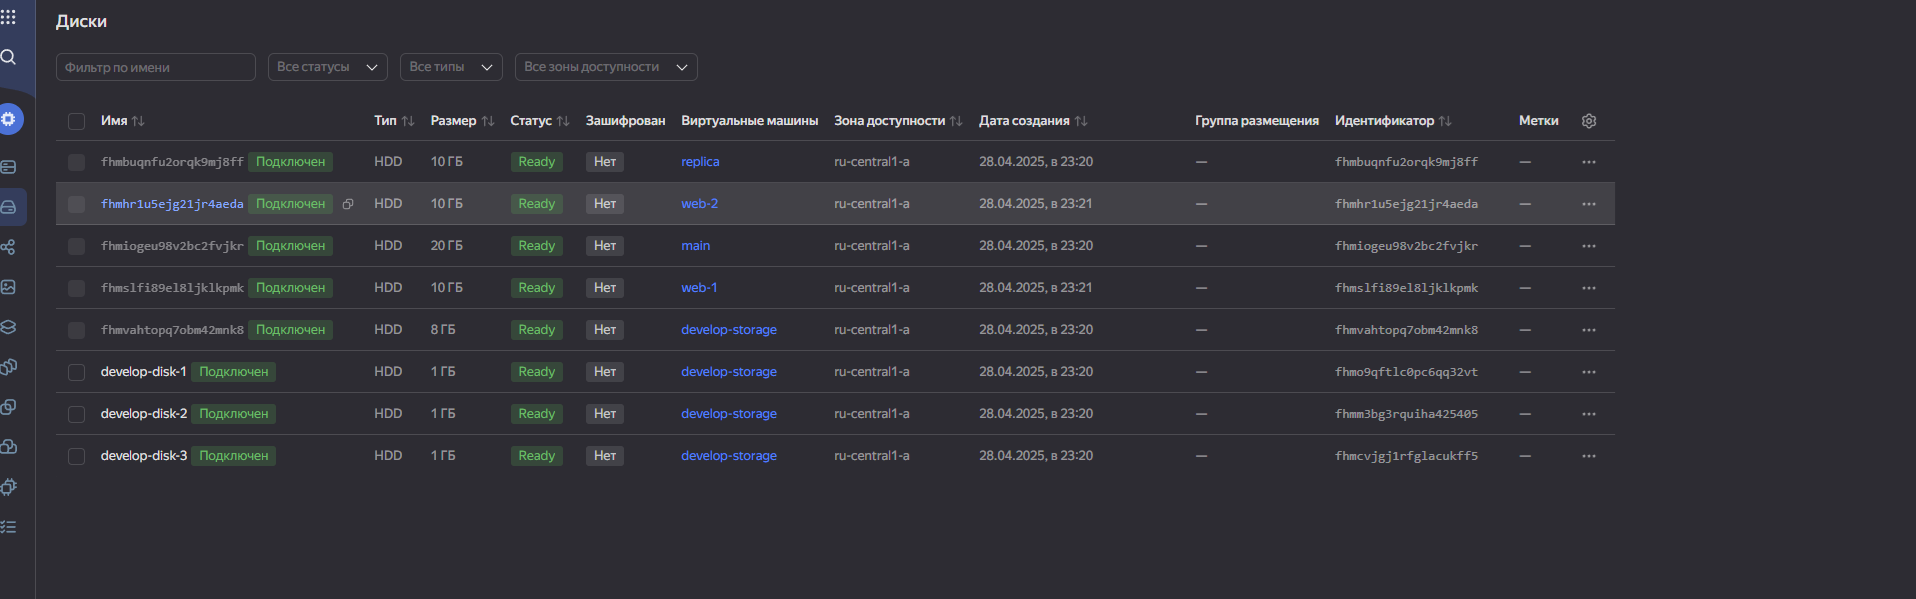 Диски
Фильтр по имени Все статусы Все типы Все зоны доступности
Имя Тип Размер Статус Зашифрован Виртуальные машины Зона доступности Дата создания Группа размещения Идентификатор Метки
fhmbuqnfu2orqk9mj8ff Подключен HDD 10 ГБ Ready Нет replica ru-central1-a 28.04.2025, в 23:20 — fhmbuqnfu2orqk9mj8ff —
fhmhr1u5ejg21jr4aeda Подключен HDD 10 ГБ Ready Нет web-2 ru-central1-a 28.04.2025, в 23:21 — fhmhr1u5ejg21jr4aeda —
fhmiogeu98v2bc2fvjkr Подключен HDD 20 ГБ Ready Нет main ru-central1-a 28.04.2025, в 23:20 — fhmiogeu98v2bc2fvjkr —
fhmslfi89el8ljklkpmk Подключен HDD 10 ГБ Ready Нет web-1 ru-central1-a 28.04.2025, в 23:21 — fhmslfi89el8ljklkpmk —
fhmvahtopq7obm42mnk8 Подключен HDD 8 ГБ Ready Нет develop-storage ru-central1-a 28.04.2025, в 23:20 — fhmvahtopq7obm42mnk8 —
develop-disk-1 Подключен HDD 1 ГБ Ready Нет develop-storage ru-central1-a 28.04.2025, в 23:20 — fhmo9qftlc0pc6qq32vt —
develop-disk-2 Подключен HDD 1 ГБ Ready Нет develop-storage ru-central1-a 28.04.2025, в 23:20 — fhmm3bg3rquiha425405 —
develop-disk-3 Подключен HDD 1 ГБ Ready Нет develop-storage ru-central1-a 28.04.2025, в 23:20 — fhmcvjgj1rfglacukff5 —